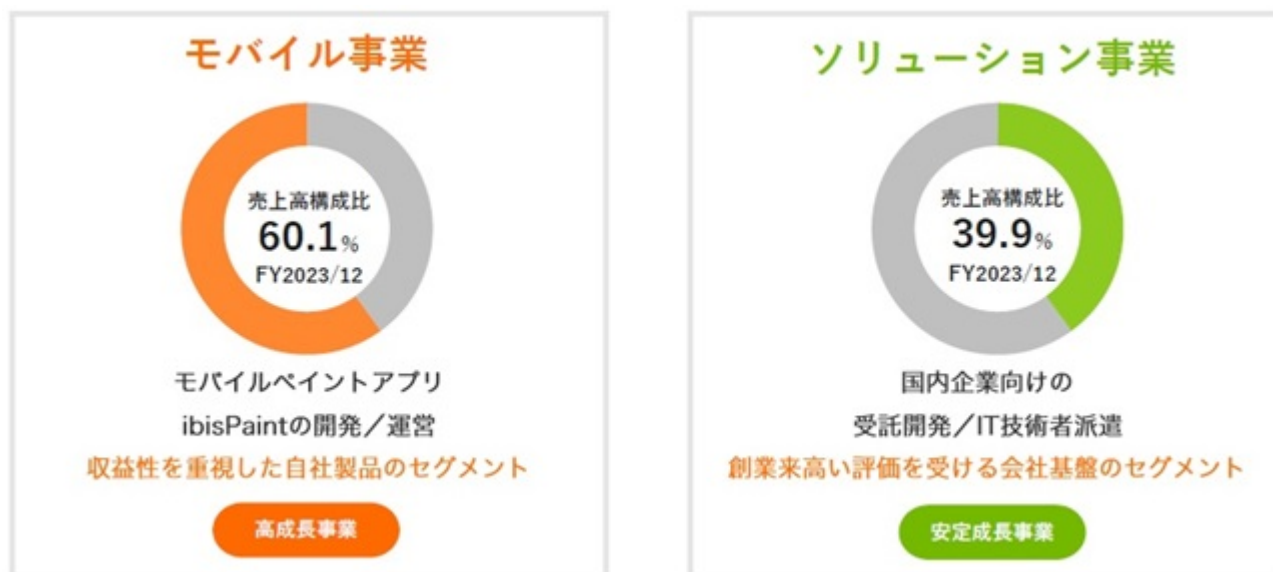 モバイル事業
売上高構成比
60.1%
FY2023/12
モバイルペイントアプリ
ibisPaintの開発/運営
収益性を重視した自社製品のセグメント
高成長事業
ソリューション事業
売上高構成比
39.9%
FY2023/12
国内企業向けの
受託開発/IT技術者派遣
創業来高い評価を受ける会社基盤のセグメント
安定成長事業